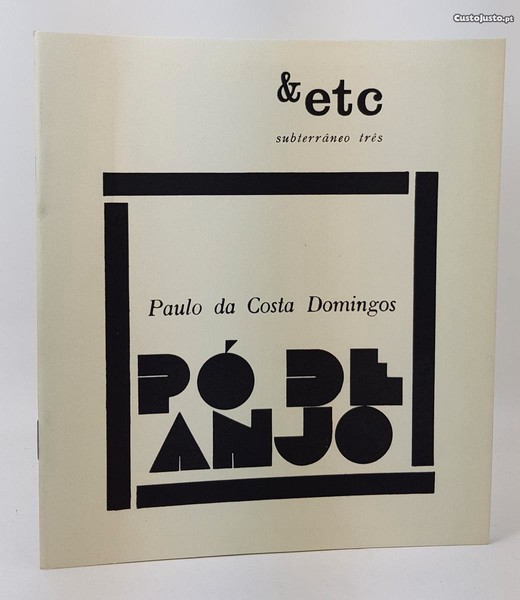 CustoJusto.pt
& etc
subterrâneo três
Paulo da Costa Domingos
PÓ DE
ANJO